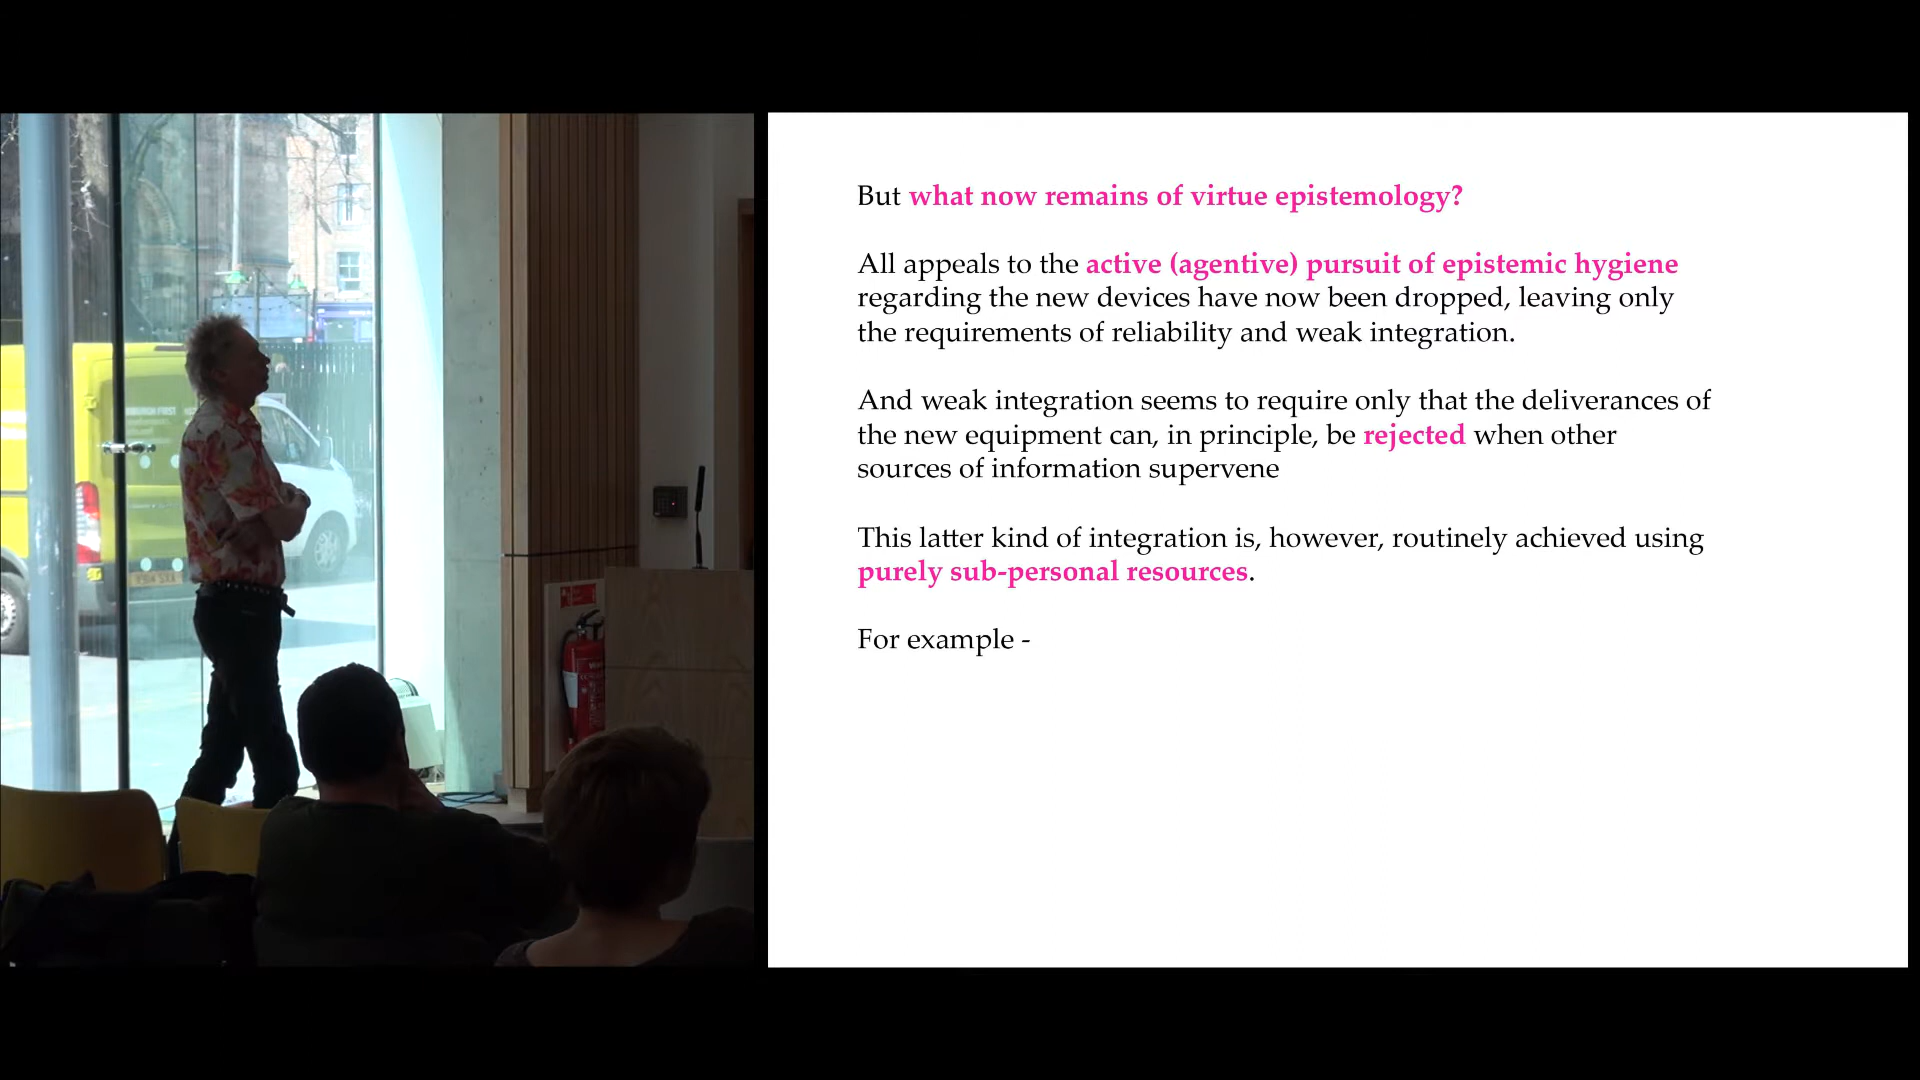 But what now remains of virtue epistemology?
All appeals to the active (agentive) pursuit of epistemic hygiene
regarding the new devices have now been dropped, leaving only
the requirements of reliability and weak integration.
And weak integration seems to require only that the deliverances of
the new equipment can, in principle, be rejected when other
sources of information supervene
This latter kind of integration is, however, routinely achieved using
purely sub-personal resources.
For example -